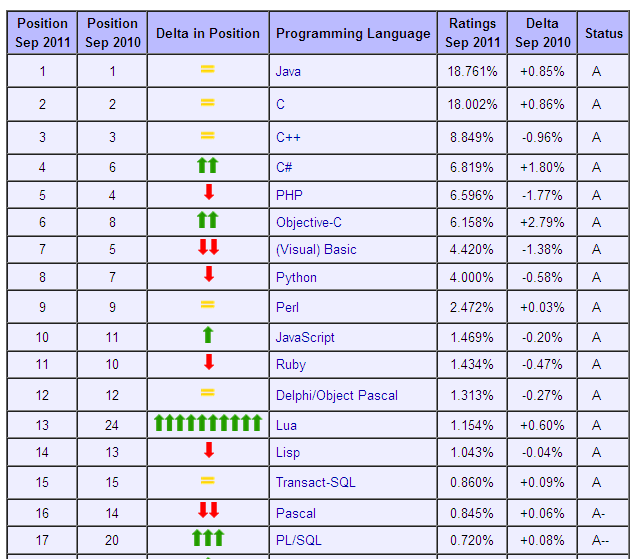 Position Sep 2011 Position Sep 2010 Delta in Position Programming Language Ratings Sep 2011 Delta Sep 2010 Status
1 1 = Java 18.761% +0.85% A
2 2 = C 18.002% +0.86% A
3 3 = C++ 8.849% -0.96% A
4 6 C# 6.819% +1.80% A
5 4 PHP 6.596% -1.77% A
6 8 Objective-C 6.158% +2.79% A
7 5 (Visual) Basic 4.420% -1.38% A
8 7 Python 4.000% -0.58% A
9 9 = Perl 2.472% +0.03% A
10 11 JavaScript 1.469% -0.20% A
11 10 Ruby 1.434% -0.47% A
12 12 = Delphi/Object Pascal 1.313% -0.27% A
13 24 Lua 1.154% +0.60% A
14 13 Lisp 1.043% -0.04% A
15 15 = Transact-SQL 0.860% +0.09% A
16 14 Pascal 0.845% +0.06% A-
17 20 PL/SQL 0.720% +0.08% A--